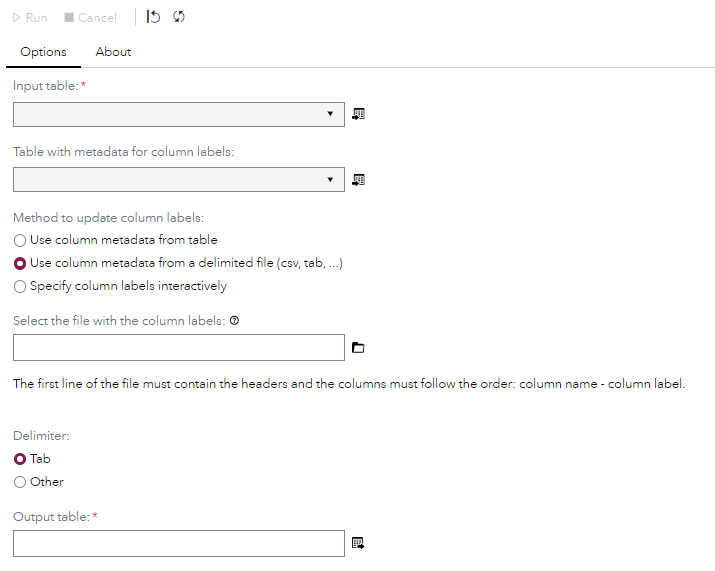 Run Cancel
Options About
Input table: *
Table with metadata for column labels:
Method to update column labels:
Use column metadata from table
Use column metadata from a delimited file (csv, tab, ...)
Specify column labels interactively
Select the file with the column labels:
The first line of the file must contain the headers and the columns must follow the order: column name - column label.
Delimiter:
Tab
Other
Output table: *